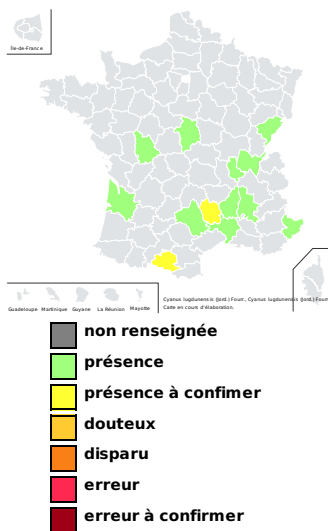 Île-de-France
Guadeloupe Martinique Guyane La Réunion Mayotte
Cyanus lugdunensis (Jord.) Fourr., Cyanus lugdunensis (Jord.) Fourr
Carte en cours d'élaboration.
non renseignée
présence
présence à confimer
douteux
disparu
erreur
erreur à confirmer